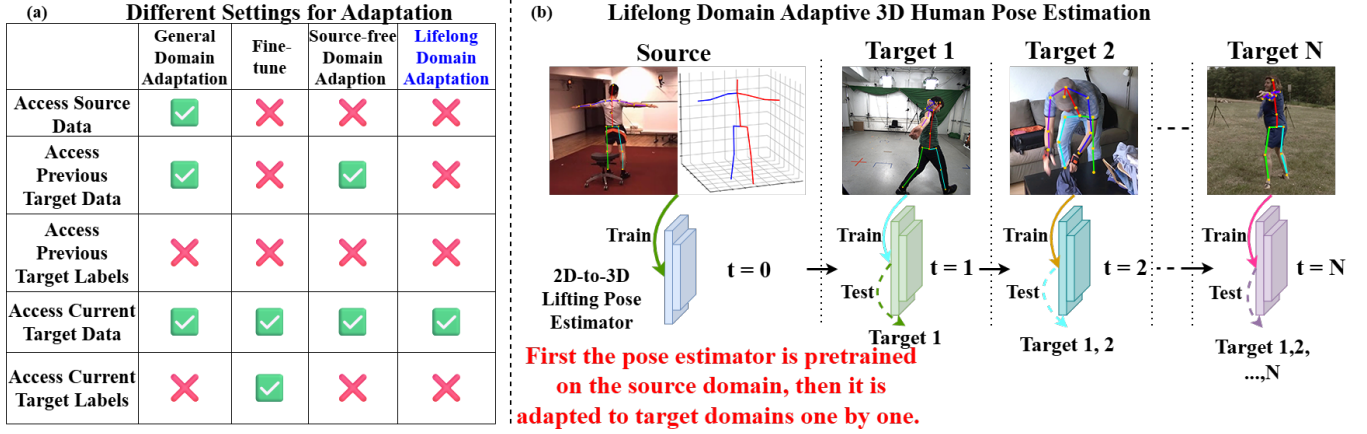 (a)
Different Settings for Adaptation
General
Domain
Adaptation
Fine-
tune
Source-free
Domain
Adaption
Lifelong
Domain
Adaptation
Access Source
Data
Access
Previous
Target Data
Access
Previous
Target Labels
Access Current
Target Data
Access Current
Target Labels
(b)
Lifelong Domain Adaptive 3D Human Pose Estimation
Source
Target 1
Target 2
Target N
Train
Train
Train
Train
2D-to-3D
Lifting Pose
Estimator
t = 0
t = 1
t = 2
t = N
Test
Test
Test
Target 1
Target 1, 2
Target 1,2,
...,N
First the pose estimator is pretrained
on the source domain, then it is
adapted to target domains one by one.